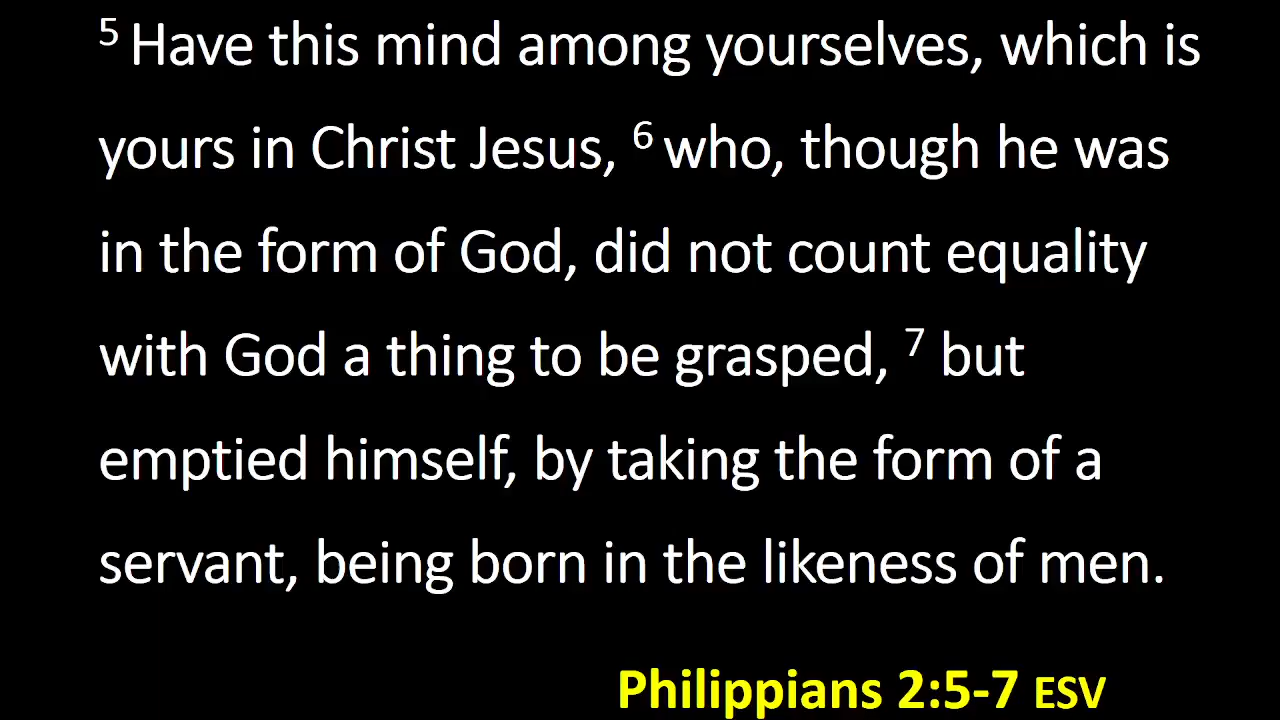 5 Have this mind among yourselves, which is
yours in Christ Jesus, 6 who, though he was
in the form of God, did not count equality
with God a thing to be grasped, 7 but
emptied himself, by taking the form of a
servant, being born in the likeness of men.
Philippians 2:5-7 ESV